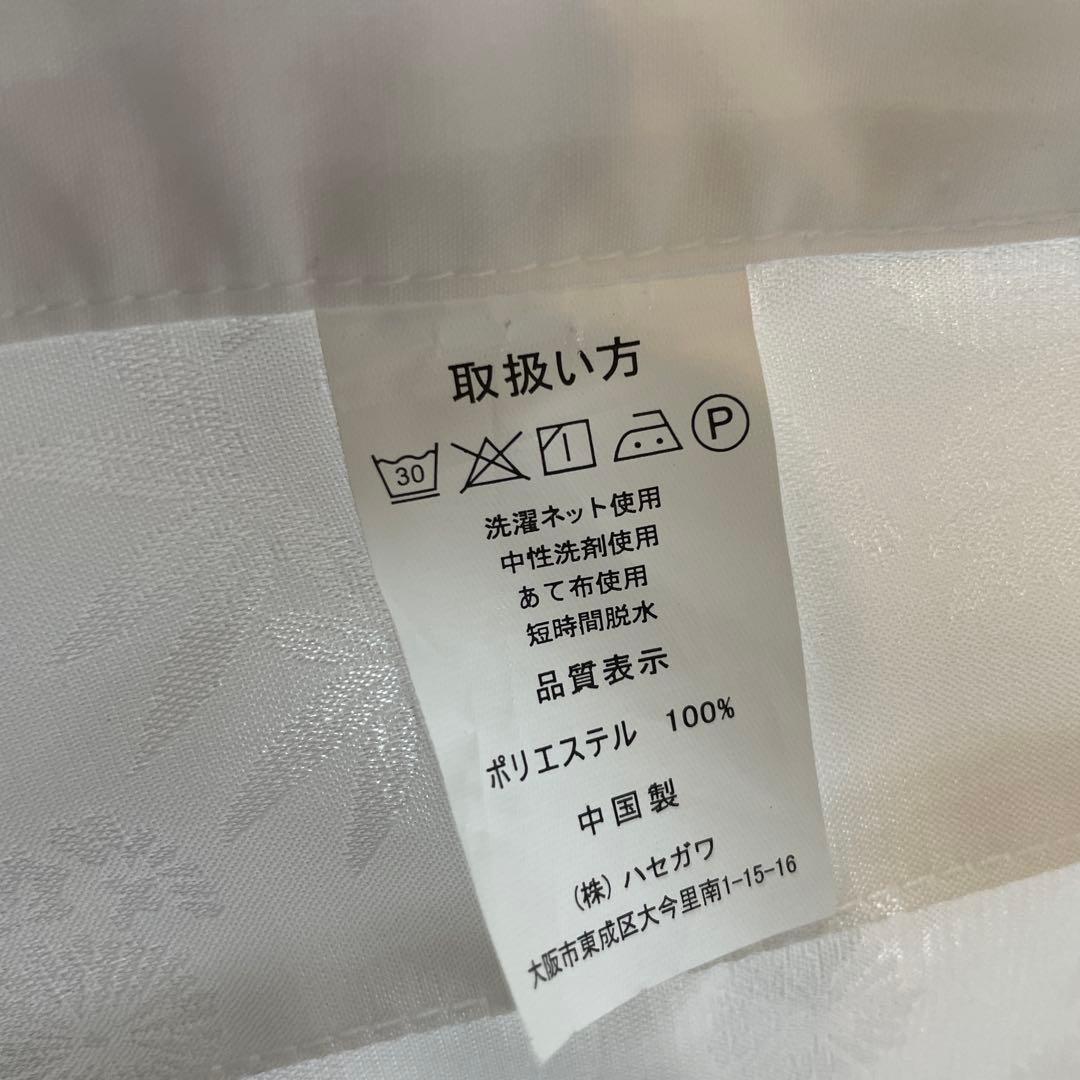 取扱い方
30 P
洗濯ネット使用
中性洗剤使用
あて布使用
短時間脱水
品質表示
ポリエステル 100%
中国製
(株)ハセガワ
大阪市東成区大今里南1-15-16